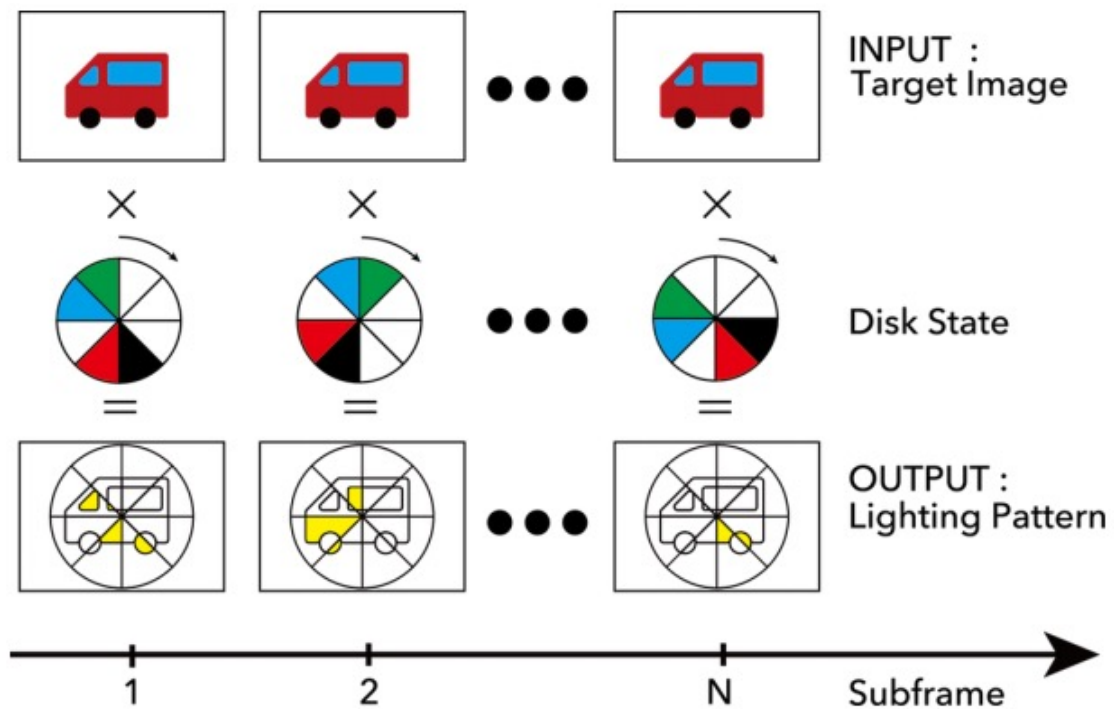 INPUT :
Target Image
Disk State
OUTPUT :
Lighting Pattern
1
2
N
Subframe